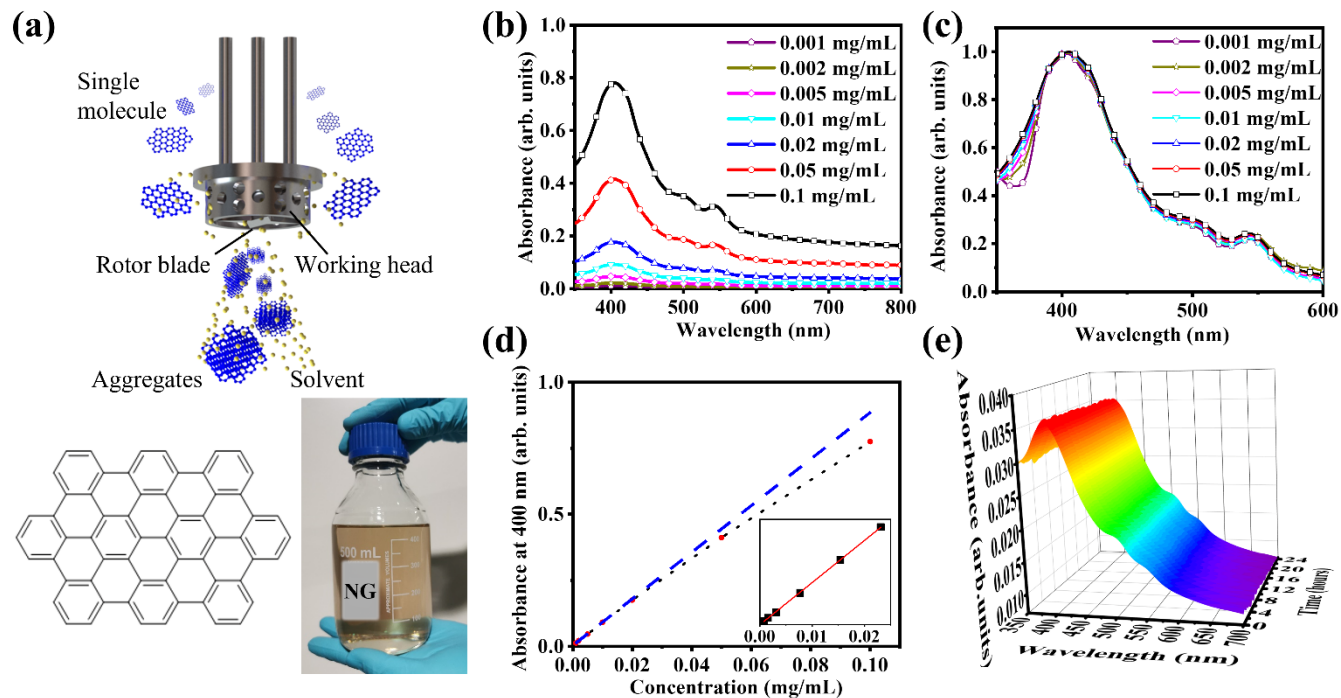 (a)
Single
molecule
Rotor blade
Working head
Aggregates
Solvent
500 mL
APPROXIMATE VOLUMES
400
300
NG
(b)
Absorbance (arb. units)
1.0
0.8
0.6
0.4
0.2
0.0
0.001 mg/mL
0.002 mg/mL
0.005 mg/mL
0.01 mg/mL
0.02 mg/mL
0.05 mg/mL
0.1 mg/mL
400 500 600 700 800
Wavelength (nm)
(c)
Absorbance (arb. units)
1.0
0.8
0.6
0.4
0.2
0.0
0.001 mg/mL
0.002 mg/mL
0.005 mg/mL
0.01 mg/mL
0.02 mg/mL
0.05 mg/mL
0.1 mg/mL
400 500 600
Wavelength (nm)
(d)
Absorbance at 400 nm (arb. units)
1.0
0.5
0.0
0.00 0.01 0.02
0.00 0.02 0.04 0.06 0.08 0.10
Concentration (mg/mL)
(e)
Absorbance (arb.units)
0.040
0.035
0.030
0.025
0.020
0.015
0.010
350 400 450 500 550 600 650 700
Wavelength (nm)
0 4 8 12 16 20 24
Time (hours)